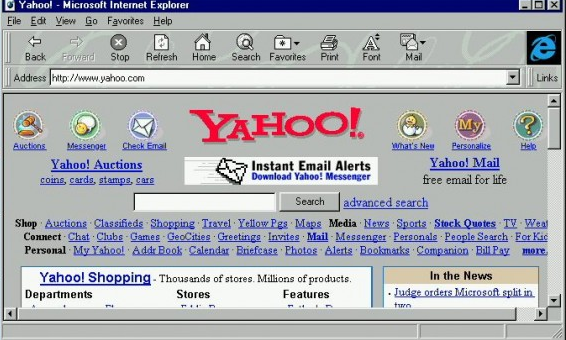 Yahoo! - Microsoft Internet Explorer
File Edit View Go Favorites Help
Back Forward Stop Refresh Home Search Favorites Print Font Mail
Address http://www.yahoo.com Links
YAHOO!
My
Auctions Messenger Check Email What's New Personalize Help
Yahoo! Auctions
coins, cards, stamps, cars
Instant Email Alerts
Download Yahoo! Messenger
Yahoo! Mail
free email for life
Search advanced search
Shop · Auctions · Classifieds · Shopping · Travel · Yellow Pgs · Maps Media · News · Sports · Stock Quotes · TV · Weat
Connect · Chat · Clubs · Games · GeoCities · Greetings · Invites · Mail · Messenger · Personals · People Search · For Kid
Personal · My Yahoo! · Addr Book · Calendar · Briefcase · Photos · Alerts · Bookmarks · Companion · Bill Pay more
Yahoo! Shopping - Thousands of stores. Millions of products.
Departments Stores Features
In the News
· Judge orders Microsoft split in
two